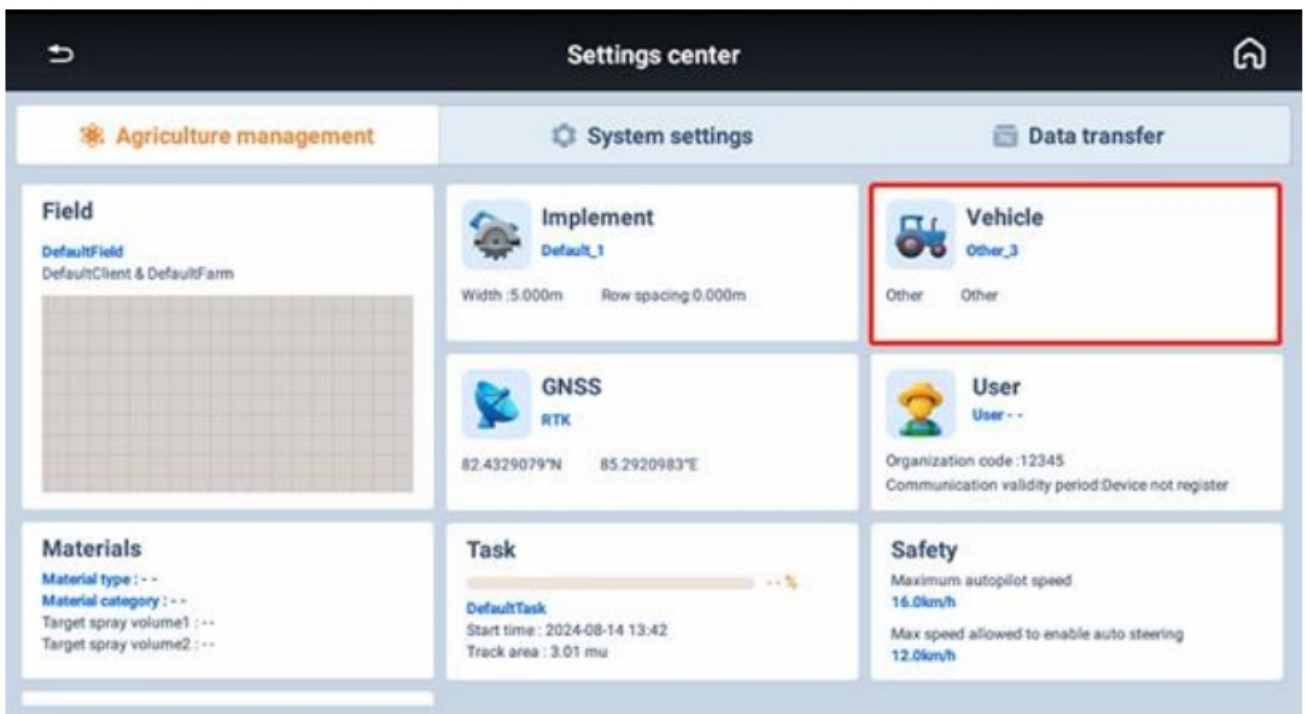 Settings center
Agriculture management
System settings
Data transfer
Field
DefaultField
DefaultClient & DefaultFarm
Implement
Default_1
Width :5.000m Row spacing:0.000m
Vehicle
Other_3
Other Other
GNSS
RTK
82.4329079°N 85.2920983°E
User
User - -
Organization code :12345
Communication validity period:Device not register
Materials
Material type : - -
Material category : - -
Target spray volume1 : - -
Target spray volume2 : - -
Task
- - %
DefaultTask
Start time : 2024-08-14 13:42
Track area : 3.01 mu
Safety
Maximum autopilot speed
16.0km/h
Max speed allowed to enable auto steering
12.0km/h